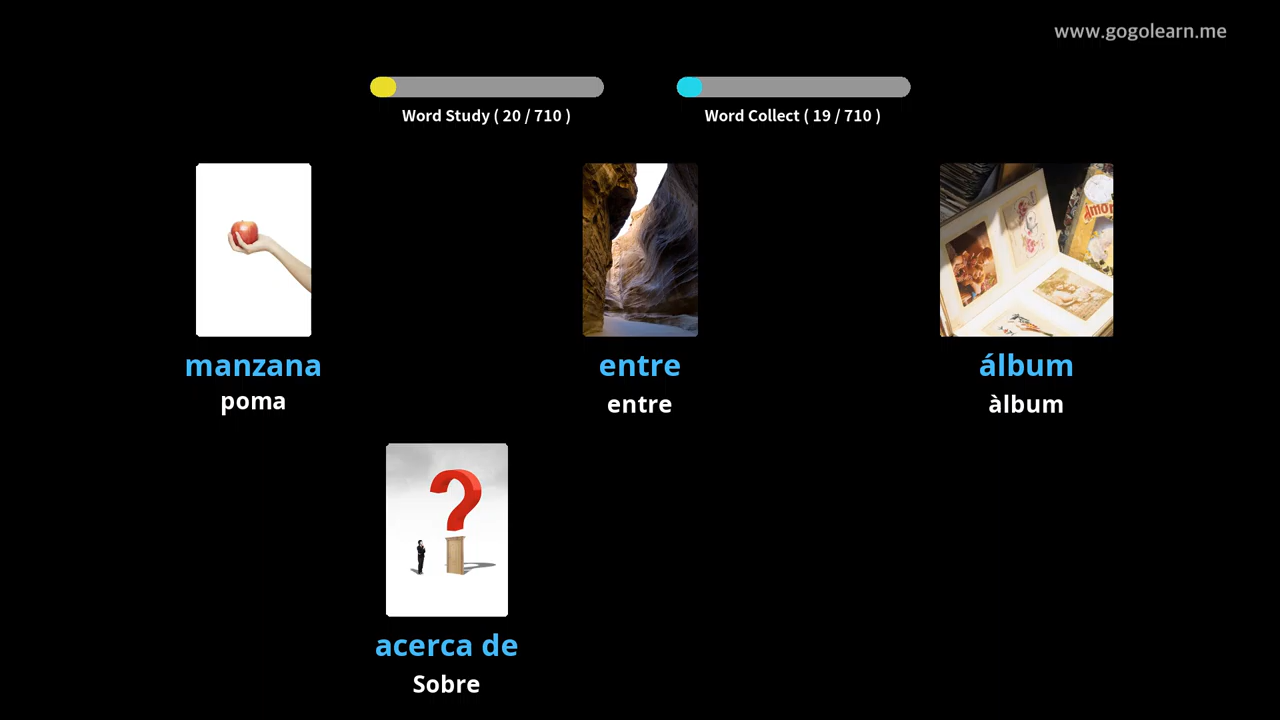 www.gogolearn.me
Word Study ( 20 / 710 )
Word Collect ( 19 / 710 )
amor
manzana
entre
álbum
poma
entre
àlbum
acerca de
Sobre